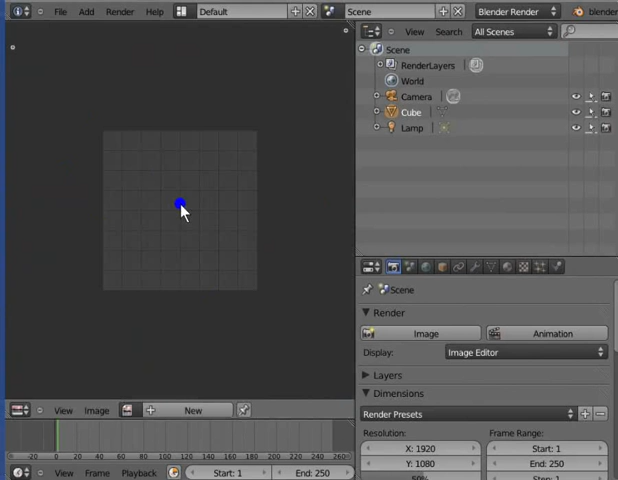 File Add Render Help Default Scene Blender Render blender
View Search All Scenes
Scene
RenderLayers
World
Camera
Cube
Lamp
Scene
Render
Image Animation
Display: Image Editor
Layers
Dimensions
Render Presets
Resolution: Frame Range:
X: 1920 Start: 1
Y: 1080 End: 250
50% Step: 1
View Image New
-20 0 20 40 60 80 100 120 140 160 180 200 220 240 260
View Frame Playback Start: 1 End: 250